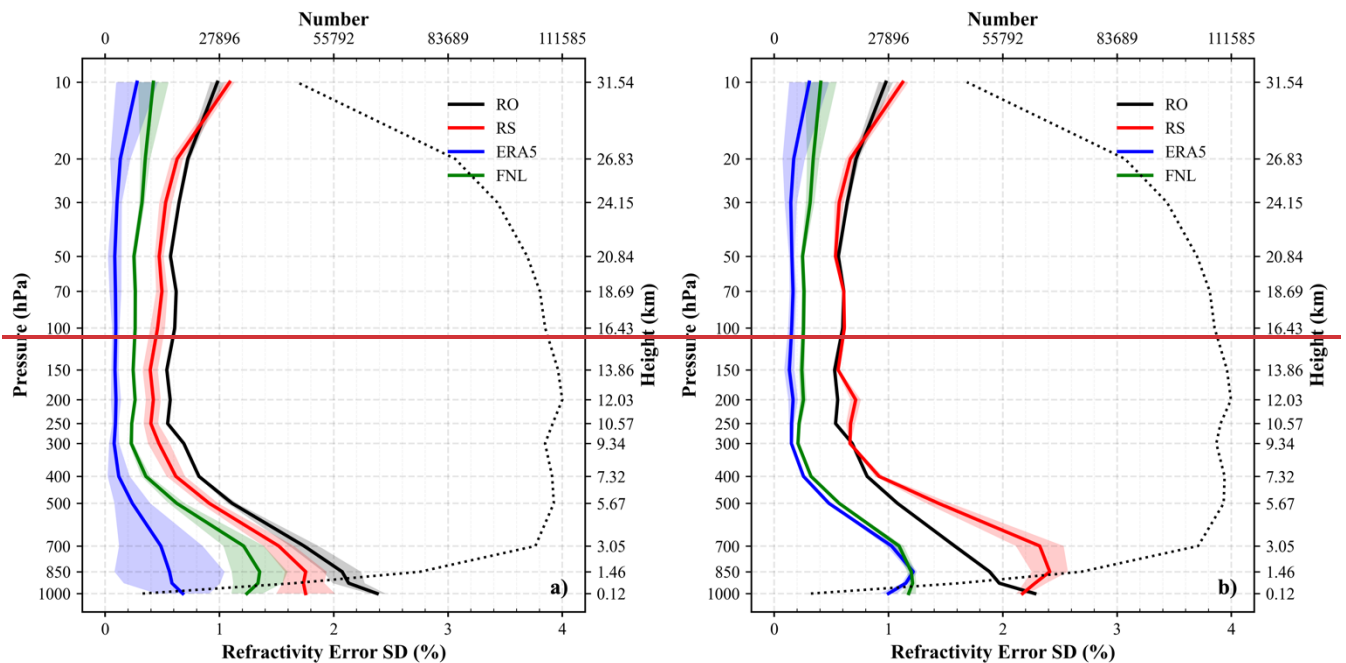 Number
0 27896 55792 83689 111585
10 31.54
RO
RS
ERA5
FNL
20 26.83
30 24.15
50 20.84
70 18.69
100 16.43
150 13.86
200 12.03
250 10.57
300 9.34
400 7.32
500 5.67
700 3.05
850 1.46
1000 0.12
Pressure (hPa)
Height (km)
a)
0 1 2 3 4
Refractivity Error SD (%)
Number
0 27896 55792 83689 111585
10 31.54
RO
RS
ERA5
FNL
20 26.83
30 24.15
50 20.84
70 18.69
100 16.43
150 13.86
200 12.03
250 10.57
300 9.34
400 7.32
500 5.67
700 3.05
850 1.46
1000 0.12
Pressure (hPa)
Height (km)
b)
0 1 2 3 4
Refractivity Error SD (%)